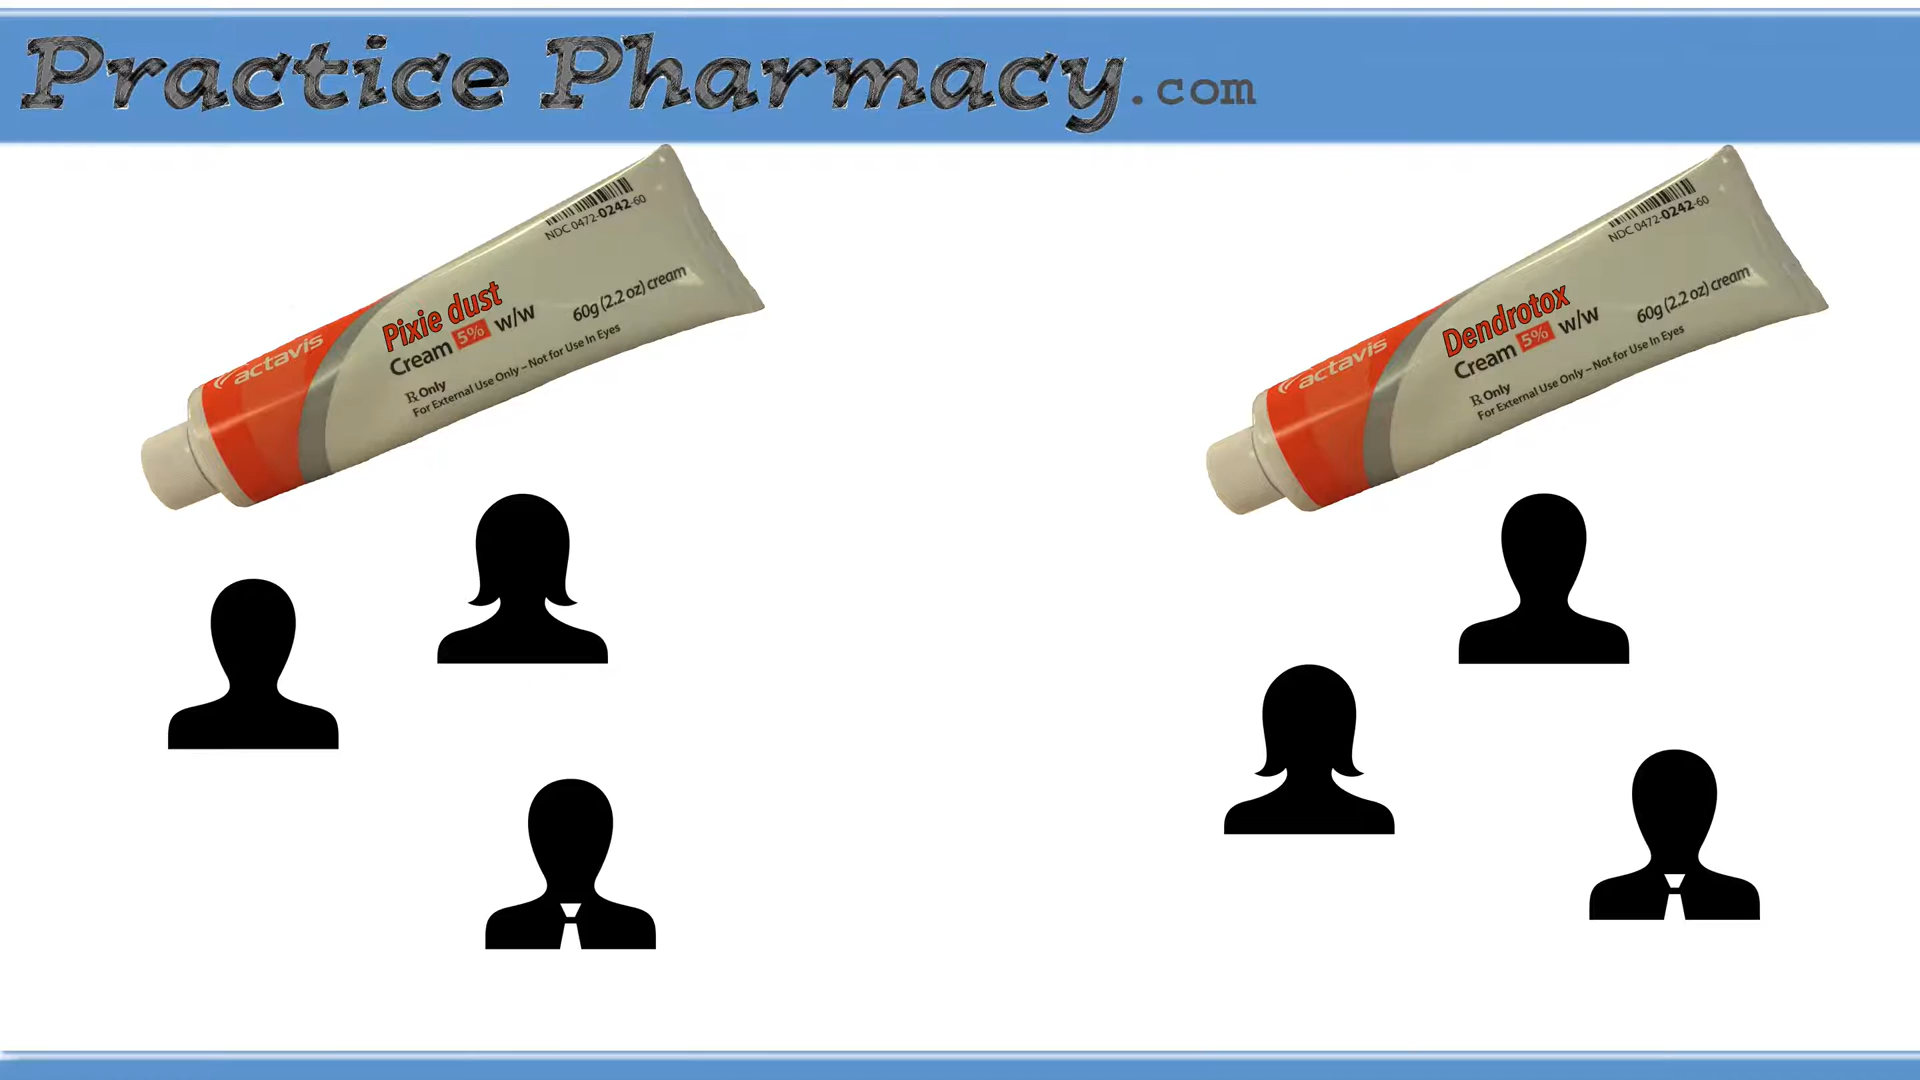 Practice Pharmacy.com
NDC 0472-0242-60
Pixie dust
Cream 5% w/w
60g (2.2 oz) cream
℞ Only
For External Use Only – Not for Use In Eyes
actavis
NDC 0472-0242-60
Dendrotox
Cream 5% w/w
60g (2.2 oz) cream
℞ Only
For External Use Only – Not for Use In Eyes
actavis